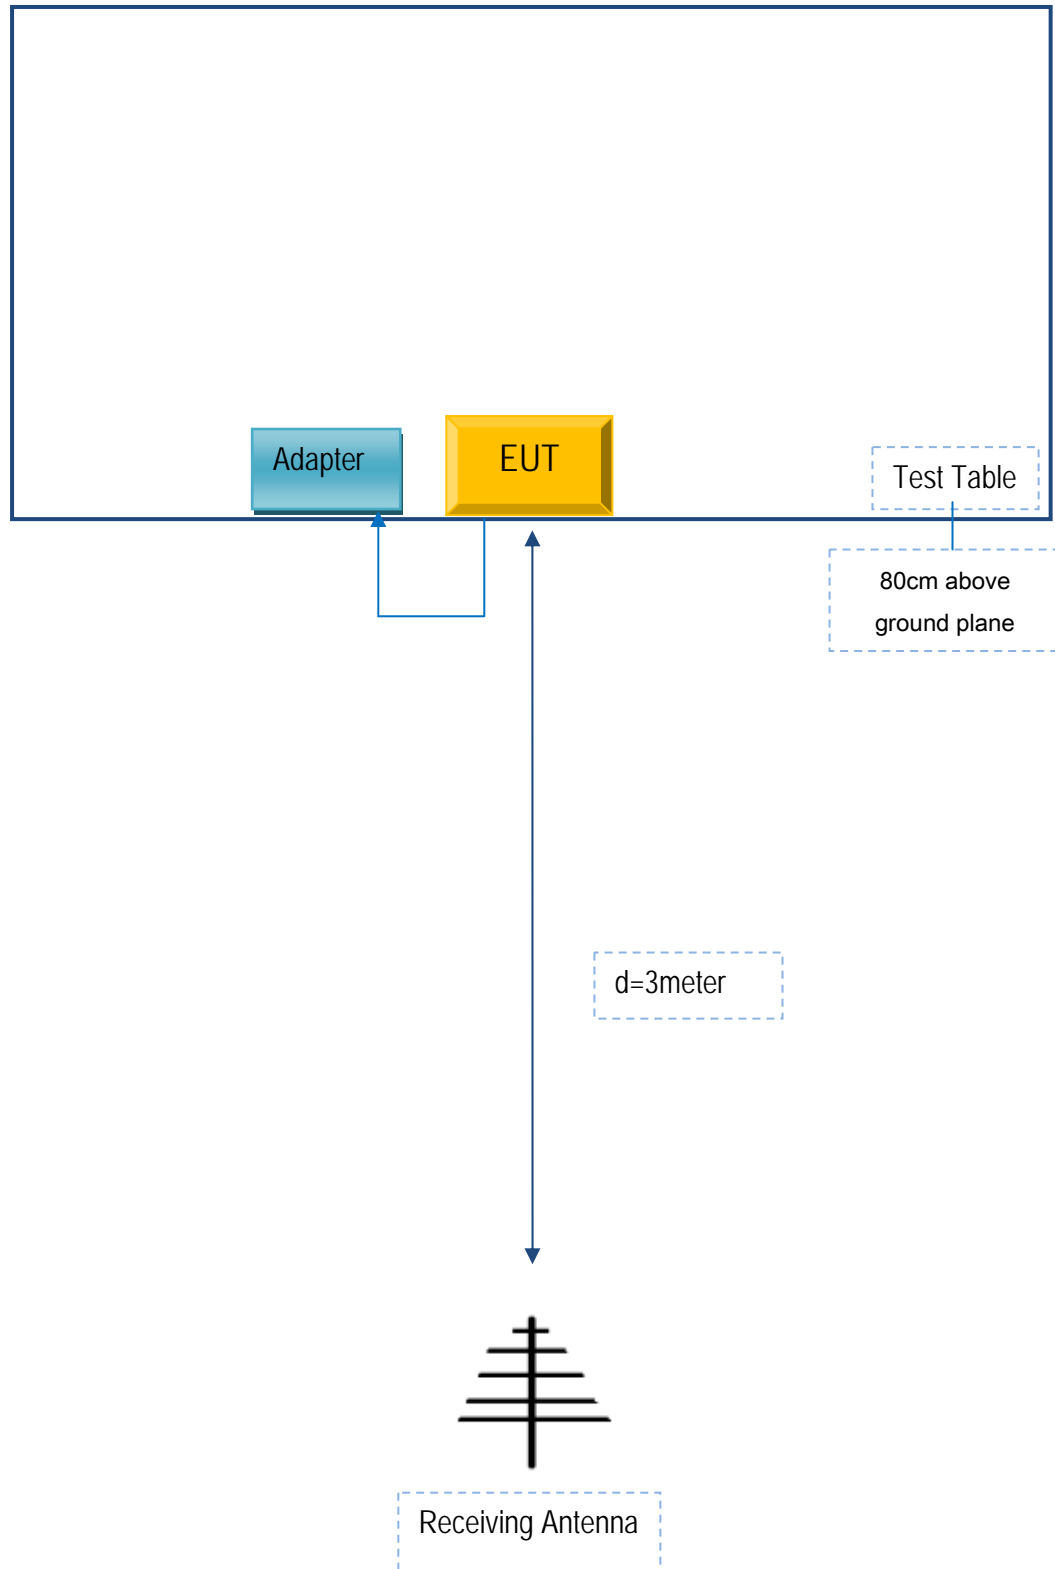 Adapter
EUT
Test Table
80cm above
ground plane
d=3meter
Receiving Antenna